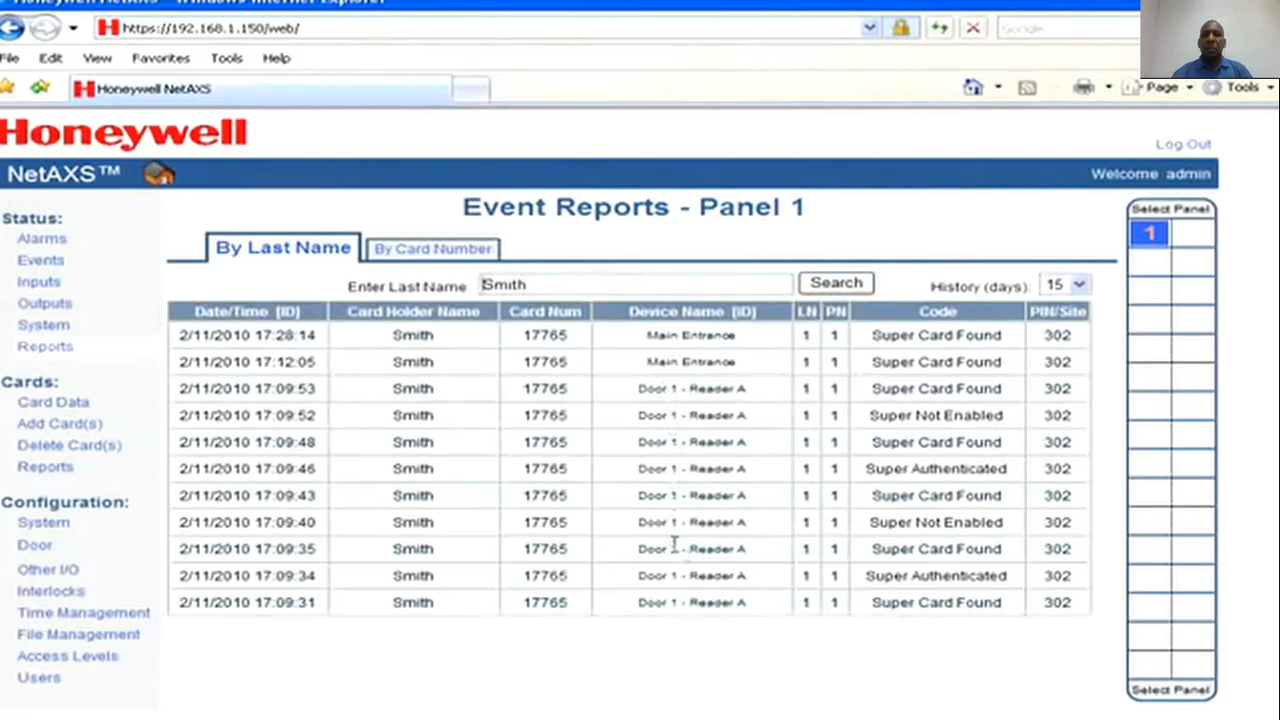 Honeywell NetAXS - Windows Internet Explorer
https://192.168.1.150/web/
Google
File Edit View Favorites Tools Help
Honeywell NetAXS
Page Tools
Honeywell
Log Out
NetAXS™
Welcome admin
Event Reports - Panel 1
Select Panel
1
By Last Name By Card Number
Enter Last Name Smith Search History (days): 15
Date/Time (ID) Card Holder Name Card Num Device Name (ID) LN PN Code PIN/Site
2/11/2010 17:28:14 Smith 17765 Main Entrance 1 1 Super Card Found 302
2/11/2010 17:12:05 Smith 17765 Main Entrance 1 1 Super Card Found 302
2/11/2010 17:09:53 Smith 17765 Door 1 - Reader A 1 1 Super Card Found 302
2/11/2010 17:09:52 Smith 17765 Door 1 - Reader A 1 1 Super Not Enabled 302
2/11/2010 17:09:48 Smith 17765 Door 1 - Reader A 1 1 Super Card Found 302
2/11/2010 17:09:46 Smith 17765 Door 1 - Reader A 1 1 Super Authenticated 302
2/11/2010 17:09:43 Smith 17765 Door 1 - Reader A 1 1 Super Card Found 302
2/11/2010 17:09:40 Smith 17765 Door 1 - Reader A 1 1 Super Not Enabled 302
2/11/2010 17:09:35 Smith 17765 Door 1 - Reader A 1 1 Super Card Found 302
2/11/2010 17:09:34 Smith 17765 Door 1 - Reader A 1 1 Super Authenticated 302
2/11/2010 17:09:31 Smith 17765 Door 1 - Reader A 1 1 Super Card Found 302
Select Panel
Status:
Alarms
Events
Inputs
Outputs
System
Reports
Cards:
Card Data
Add Card(s)
Delete Card(s)
Reports
Configuration:
System
Door
Other I/O
Interlocks
Time Management
File Management
Access Levels
Users